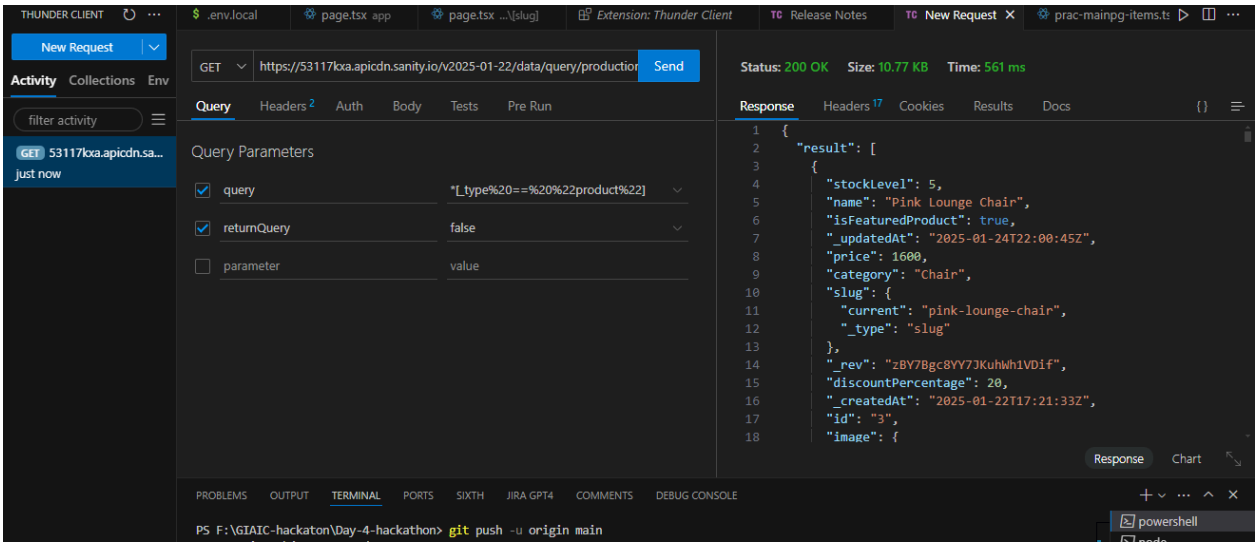 THUNDER CLIENT
New Request
Activity Collections Env
filter activity
GET 53117kxa.apicdn.sa...
just now
$ .env.local
page.tsx app
page.tsx ...\[slug]
Extension: Thunder Client
TC Release Notes
TC New Request
prac-mainpg-items.ts
GET
https://53117kxa.apicdn.sanity.io/v2025-01-22/data/query/production
Send
Query Headers 2 Auth Body Tests Pre Run
Query Parameters
query *[_type%20==%20%22product%22]
returnQuery false
parameter value
Status: 200 OK Size: 10.77 KB Time: 561 ms
Response Headers 17 Cookies Results Docs {}
1 {
2 "result": [
3 {
4 "stockLevel": 5,
5 "name": "Pink Lounge Chair",
6 "isFeaturedProduct": true,
7 "_updatedAt": "2025-01-24T22:00:45Z",
8 "price": 1600,
9 "category": "Chair",
10 "slug": {
11 "current": "pink-lounge-chair",
12 "_type": "slug"
13 },
14 "_rev": "zBY7Bgc8YY7JKuhWh1VDif",
15 "discountPercentage": 20,
16 "_createdAt": "2025-01-22T17:21:33Z",
17 "id": "3",
18 "image": {
Response Chart
PROBLEMS OUTPUT TERMINAL PORTS SIXTH JIRA GPT4 COMMENTS DEBUG CONSOLE
PS F:\GIAIC-hackaton\Day-4-hackathon> git push -u origin main
powershell
node